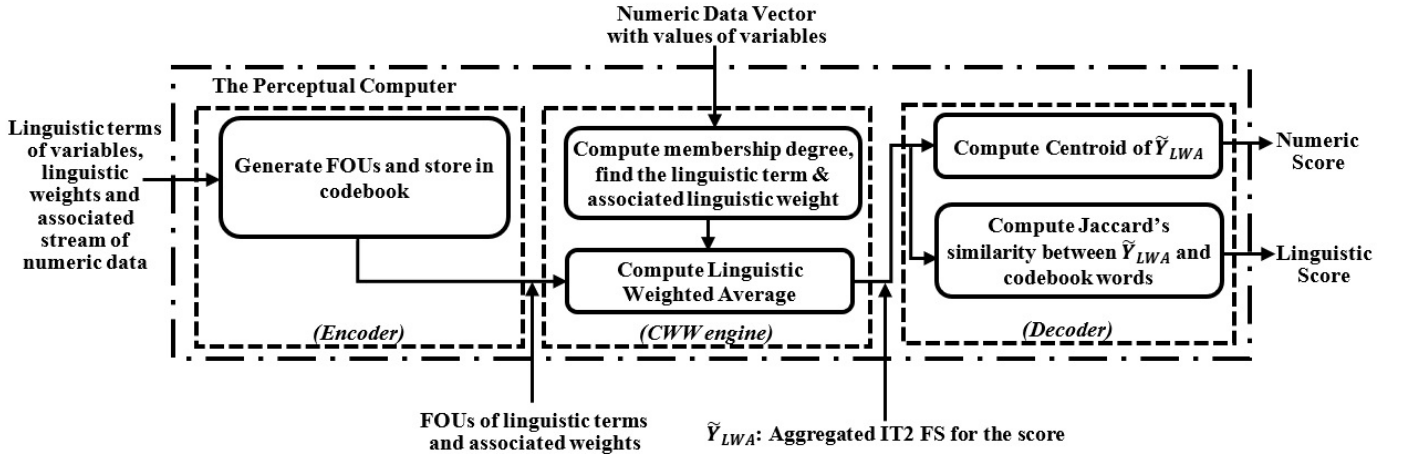 Numeric Data Vector
with values of variables
The Perceptual Computer
Linguistic terms
of variables,
linguistic
weights and
associated
stream of
numeric data
Generate FOUs and store in
codebook
(Encoder)
Compute membership degree,
find the linguistic term &
associated linguistic weight
Compute Linguistic
Weighted Average
(CWW engine)
Compute Centroid of Ỹ_LWA
Compute Jaccard's
similarity between Ỹ_LWA and
codebook words
(Decoder)
Numeric
Score
Linguistic
Score
FOUs of linguistic terms
and associated weights
Ỹ_LWA: Aggregated IT2 FS for the score